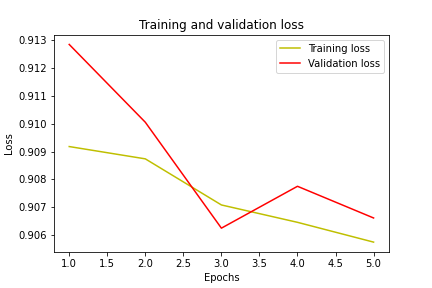 Training and validation loss
0.913
0.912
0.911
0.910
0.909
0.908
0.907
0.906
Loss
Training loss
Validation loss
1.0 1.5 2.0 2.5 3.0 3.5 4.0 4.5 5.0
Epochs